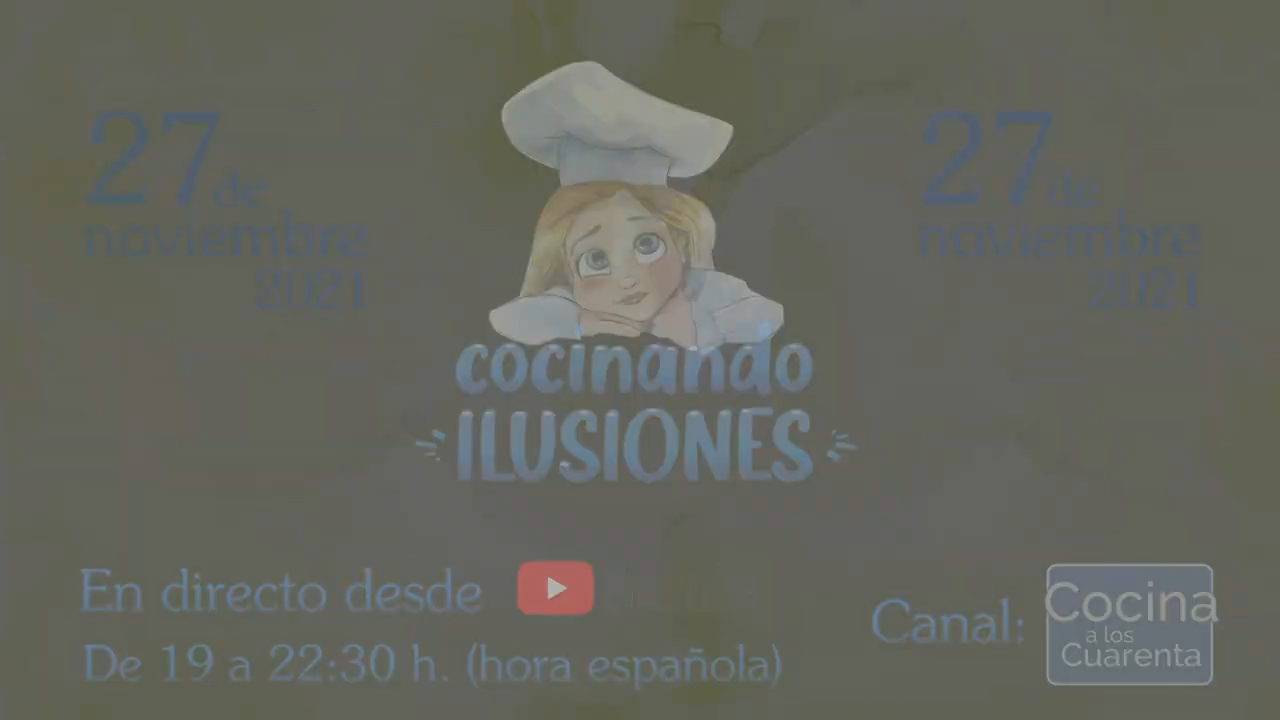 27 de
noviembre
2021
27 de
noviembre
2021
cocinando
ILUSIONES
En directo desde
De 19 a 22:30 h. (hora española)
Canal:
Cocina
a los
Cuarenta